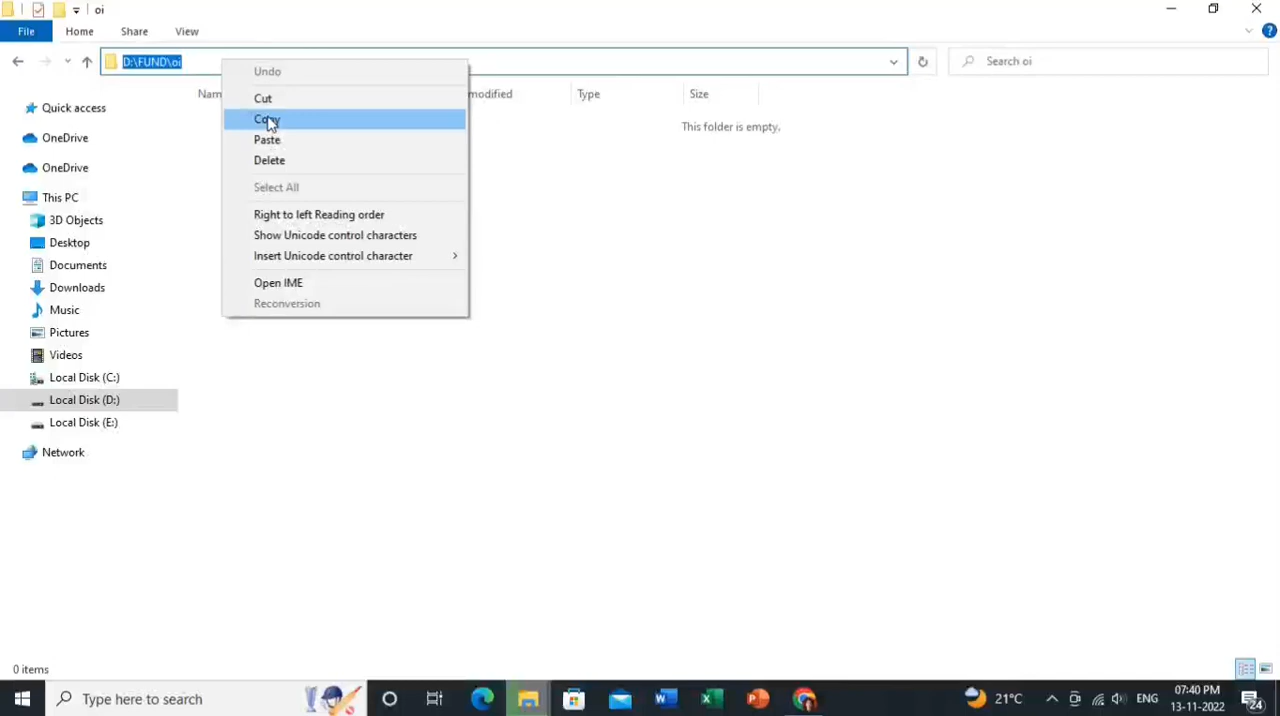 oi
File Home Share View
D:\FUND\oi
Search oi
Undo
Cut
Copy
Paste
Delete
Select All
Right to left Reading order
Show Unicode control characters
Insert Unicode control character
Open IME
Reconversion
Type
Size
This folder is empty.
Quick access
OneDrive
OneDrive
This PC
3D Objects
Desktop
Documents
Downloads
Music
Pictures
Videos
Local Disk (C:)
Local Disk (D:)
Local Disk (E:)
Network
0 items
Type here to search
21°C
ENG
07:40 PM
13-11-2022
24